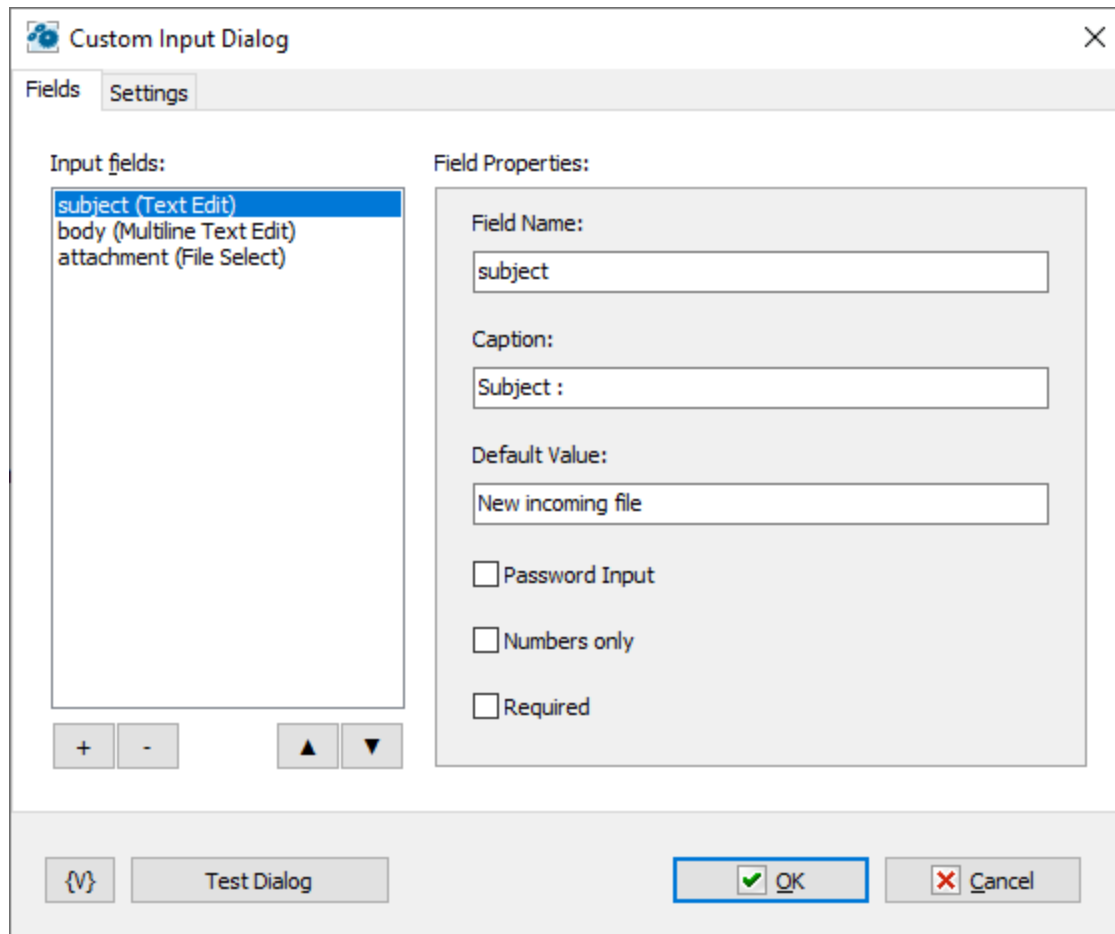 Custom Input Dialog
Fields
Settings
Input fields:
subject (Text Edit)
body (Multiline Text Edit)
attachment (File Select)
+
-
▲
▼
Field Properties:
Field Name:
subject
Caption:
Subject :
Default Value:
New incoming file
Password Input
Numbers only
Required
{V}
Test Dialog
OK
Cancel